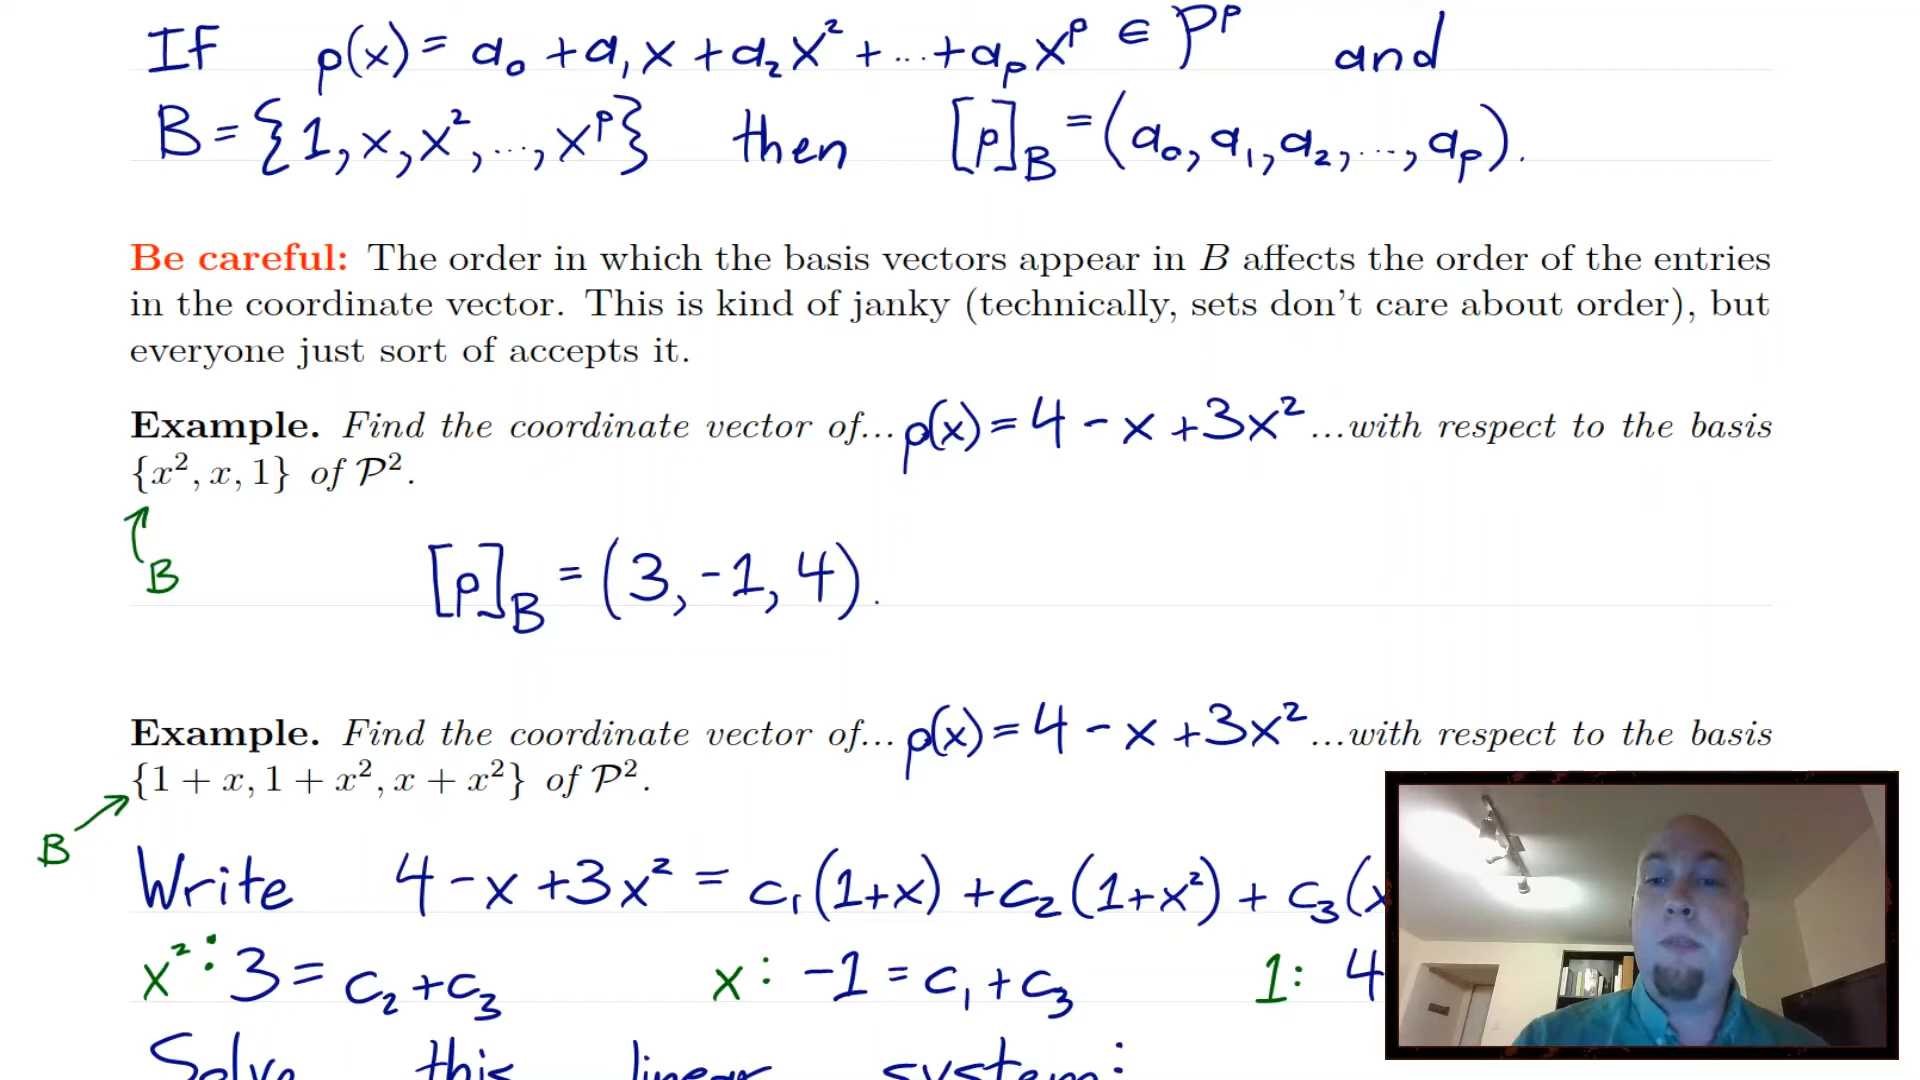 If p(x) = a₀ + a₁x + a₂x² + ... + aₚxᵖ ∈ Pᵖ and
B = {1, x, x², ..., xᵖ} then [p]_B = (a₀, a₁, a₂, ..., aₚ).
Be careful: The order in which the basis vectors appear in B affects the order of the entries
in the coordinate vector. This is kind of janky (technically, sets don't care about order), but
everyone just sort of accepts it.
Example. Find the coordinate vector of... p(x) = 4 - x + 3x² ...with respect to the basis
{x², x, 1} of P².
B
[p]_B = (3, -1, 4).
Example. Find the coordinate vector of... p(x) = 4 - x + 3x² ...with respect to the basis
{1 + x, 1 + x², x + x²} of P².
B
Write 4 - x + 3x² = c₁(1+x) + c₂(1+x²) + c₃(x
x²: 3 = c₂ + c₃ x: -1 = c₁ + c₃ 1: 4
Solve this linear system: